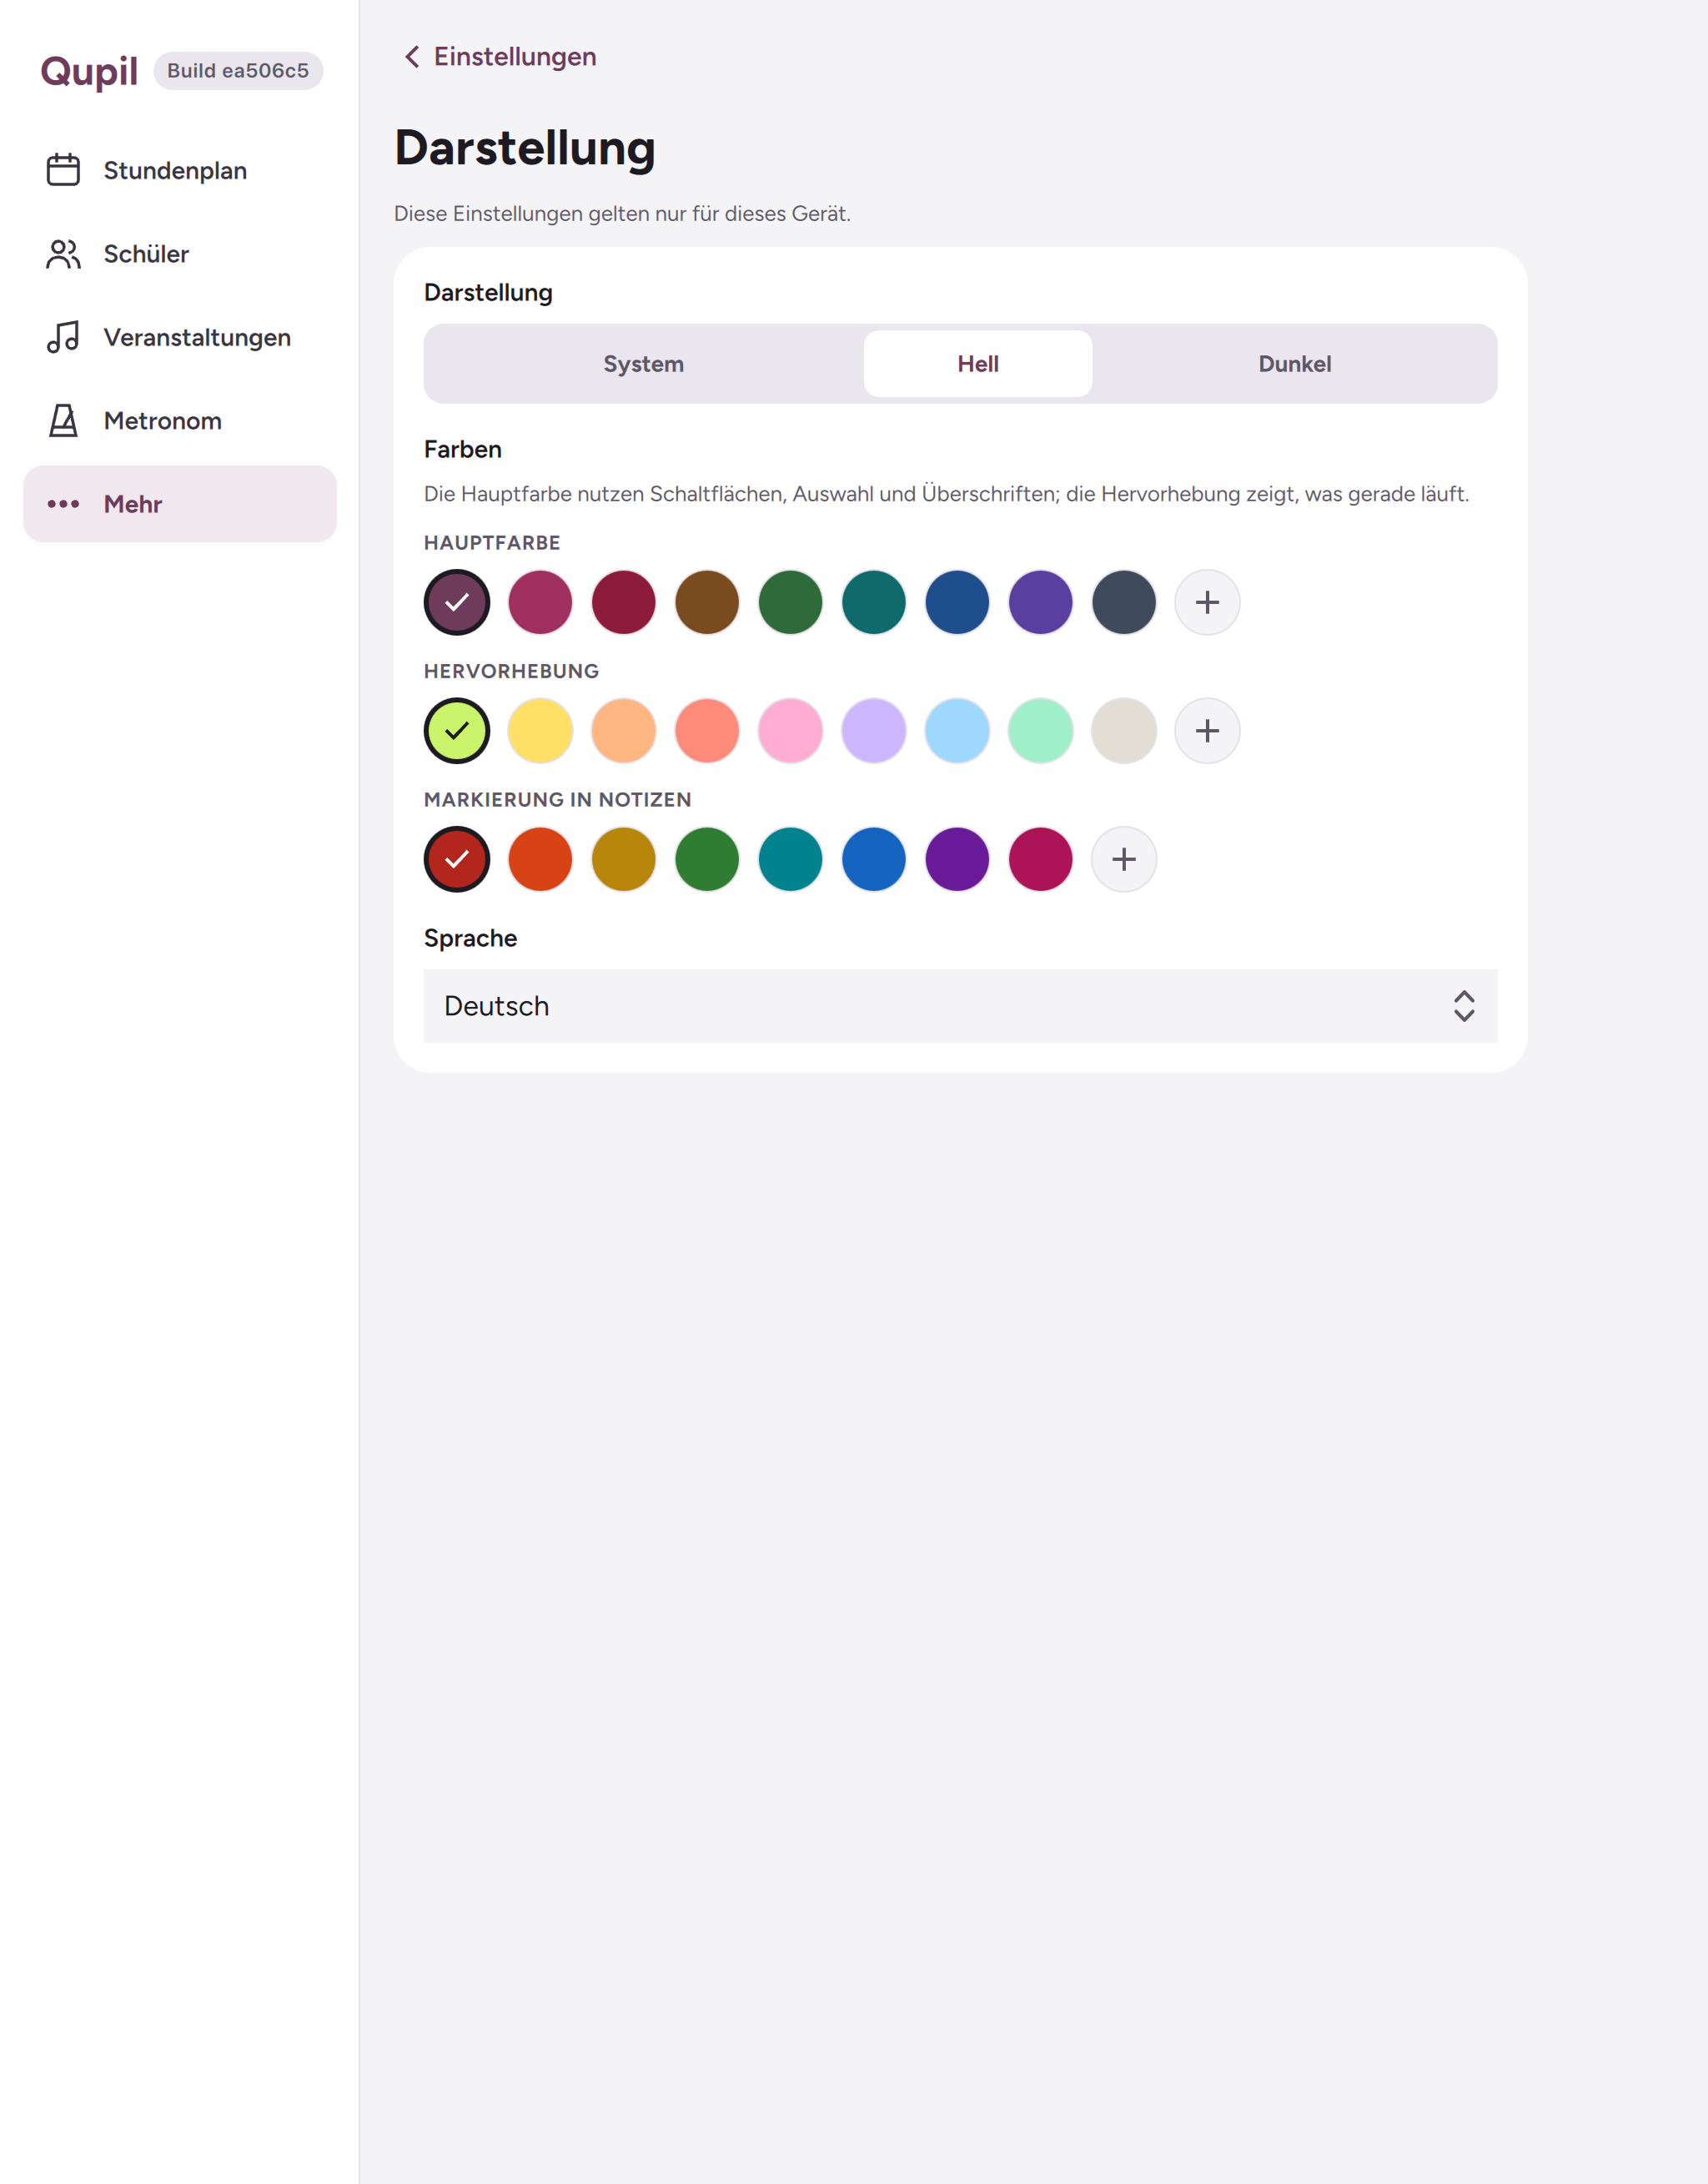 Qupil
Build ea506c5
Stundenplan
Schüler
Veranstaltungen
Metronom
Mehr
Einstellungen
Darstellung
Diese Einstellungen gelten nur für dieses Gerät.
Darstellung
System
Hell
Dunkel
Farben
Die Hauptfarbe nutzen Schaltflächen, Auswahl und Überschriften; die Hervorhebung zeigt, was gerade läuft.
HAUPTFARBE
HERVORHEBUNG
MARKIERUNG IN NOTIZEN
Sprache
Deutsch